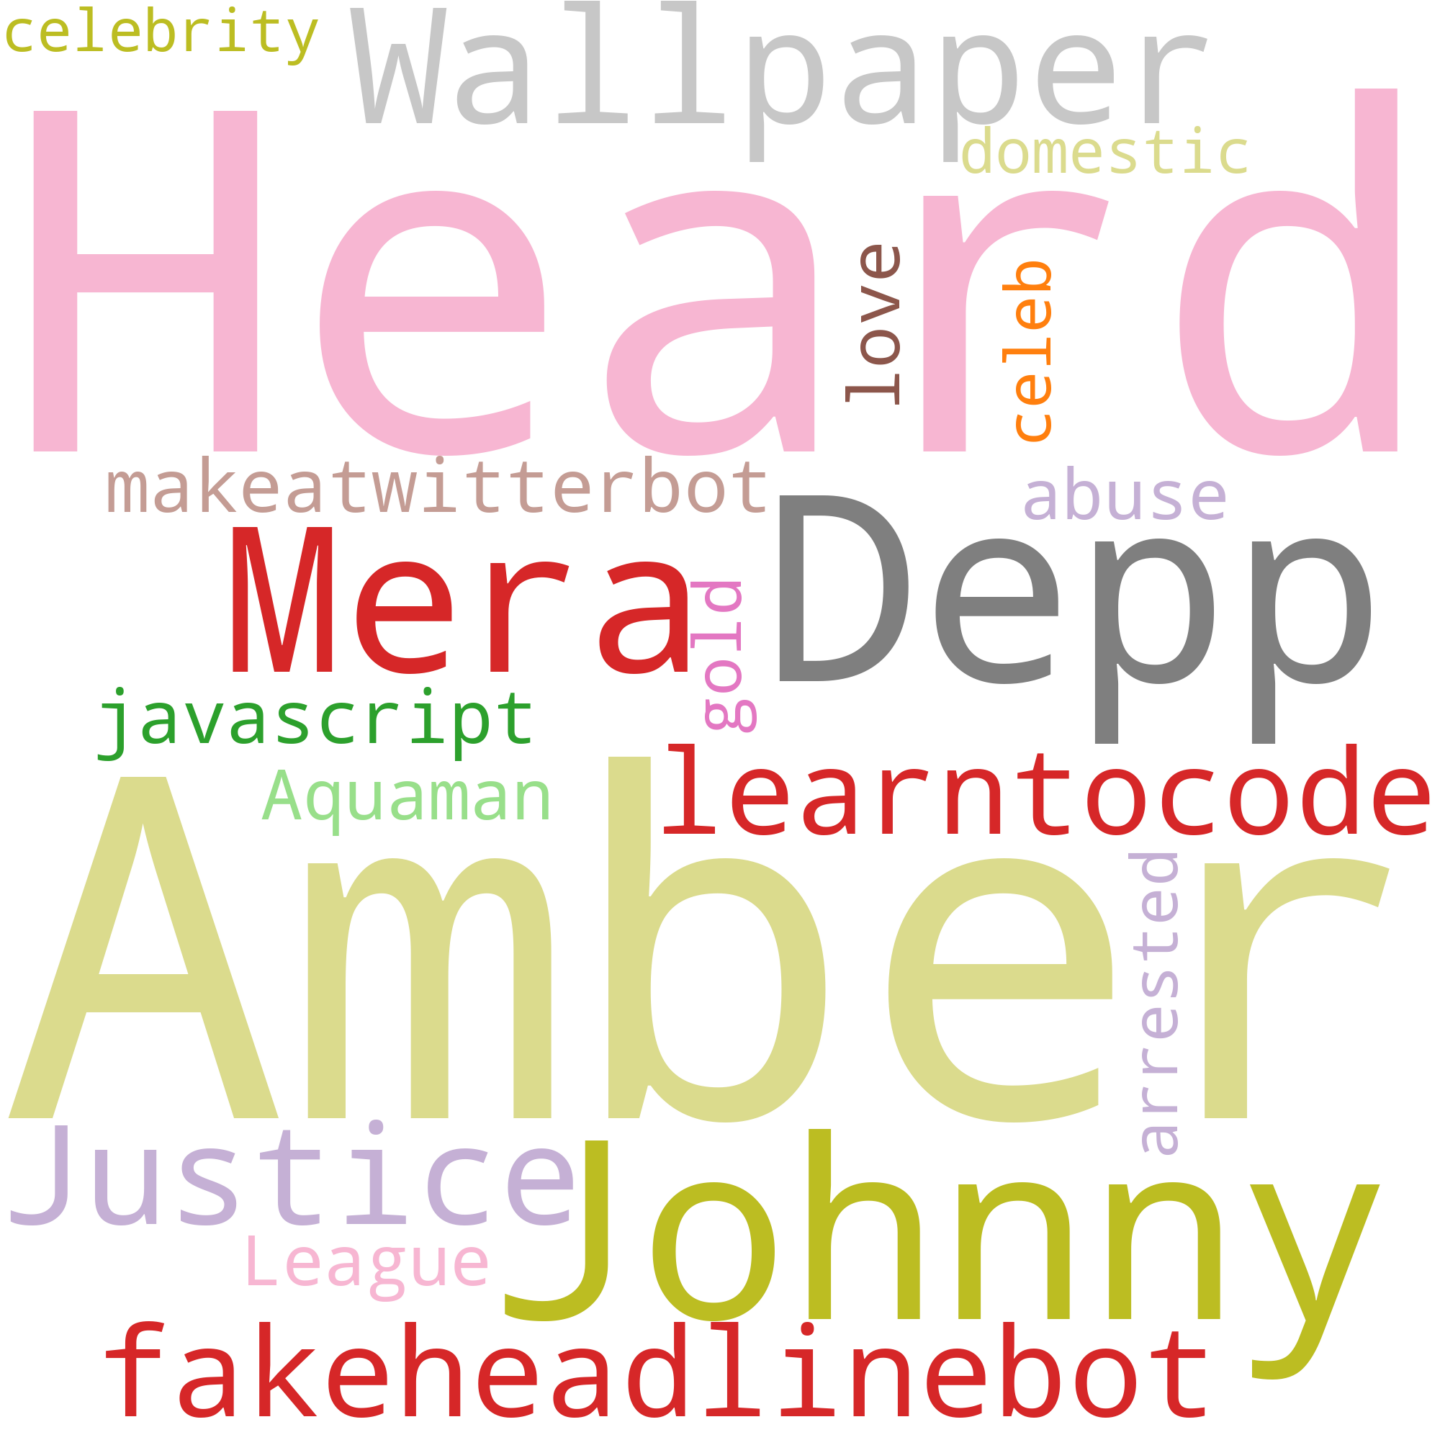 celebrity
Wallpaper
domestic
Heard
love
celeb
makeatwitterbot
abuse
Mera
Depp
gold
javascript
learntocode
Aquaman
Amber
arrested
Justice
Johnny
League
fakeheadlinebot